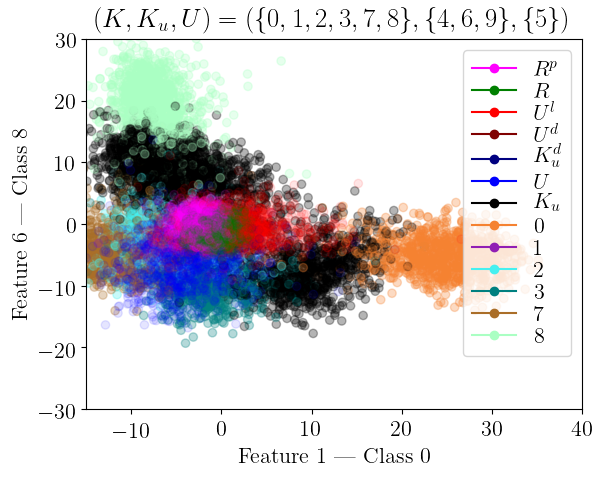 (K, K_u, U) = ({0, 1, 2, 3, 7, 8}, {4, 6, 9}, {5})
30
20
10
0
−10
−20
−30
Feature 6 — Class 8
R^p
R
U^l
U^d
K_u^d
U
K_u
0
1
2
3
7
8
−10
0
10
20
30
40
Feature 1 — Class 0